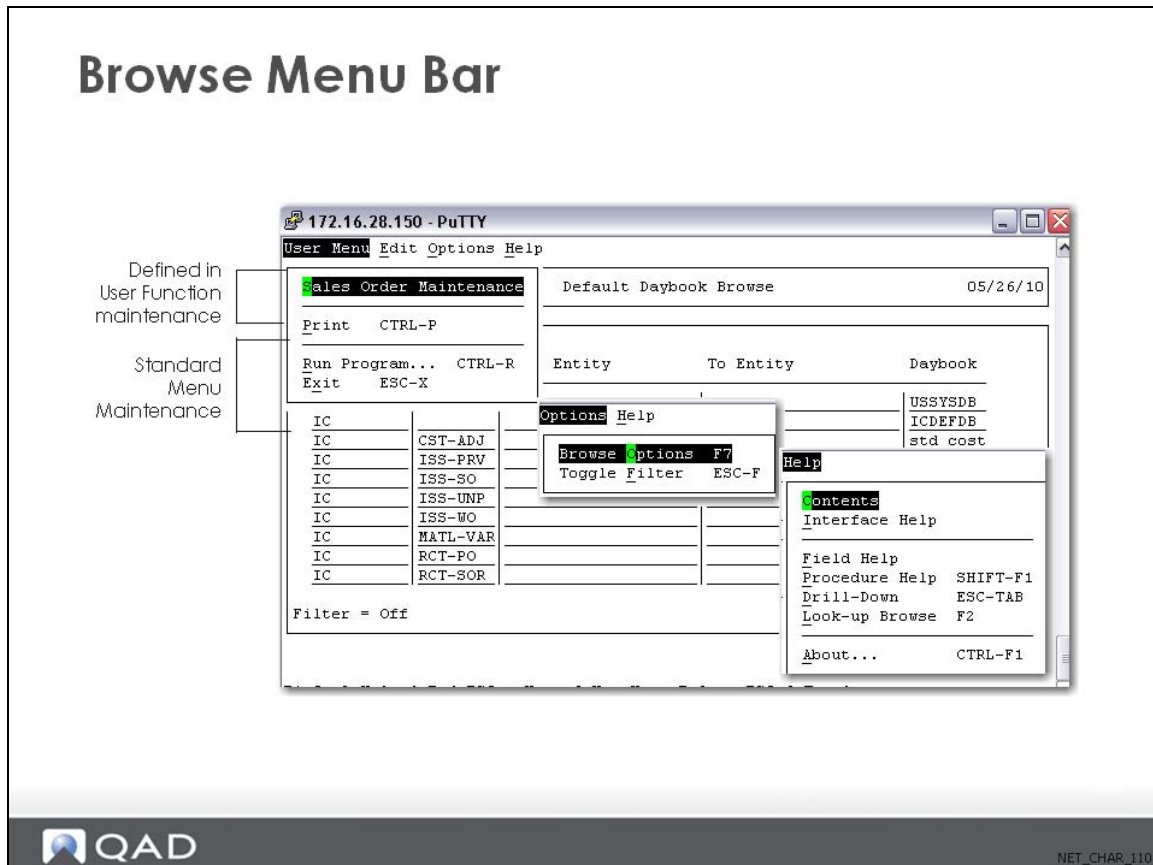 Browse Menu Bar
172.16.28.150 - PuTTY
User Menu Edit Options Help
Defined in
User Function
maintenance
Standard
Menu
Maintenance
Sales Order Maintenance
Print CTRL-P
Run Program... CTRL-R
Exit ESC-X
Default Daybook Browse 05/26/10
Entity To Entity Daybook
USSYSDB
IC ICDEFDB
IC CST-ADJ std cost
IC ISS-PRV
IC ISS-SO
IC ISS-UNP
IC ISS-WO
IC MATL-VAR
IC RCT-PO
IC RCT-SOR
Filter = Off
Options Help
Browse Options F7
Toggle Filter ESC-F
Help
Contents
Interface Help
Field Help
Procedure Help SHIFT-F1
Drill-Down ESC-TAB
Look-up Browse F2
About... CTRL-F1
QAD
NET_CHAR_110